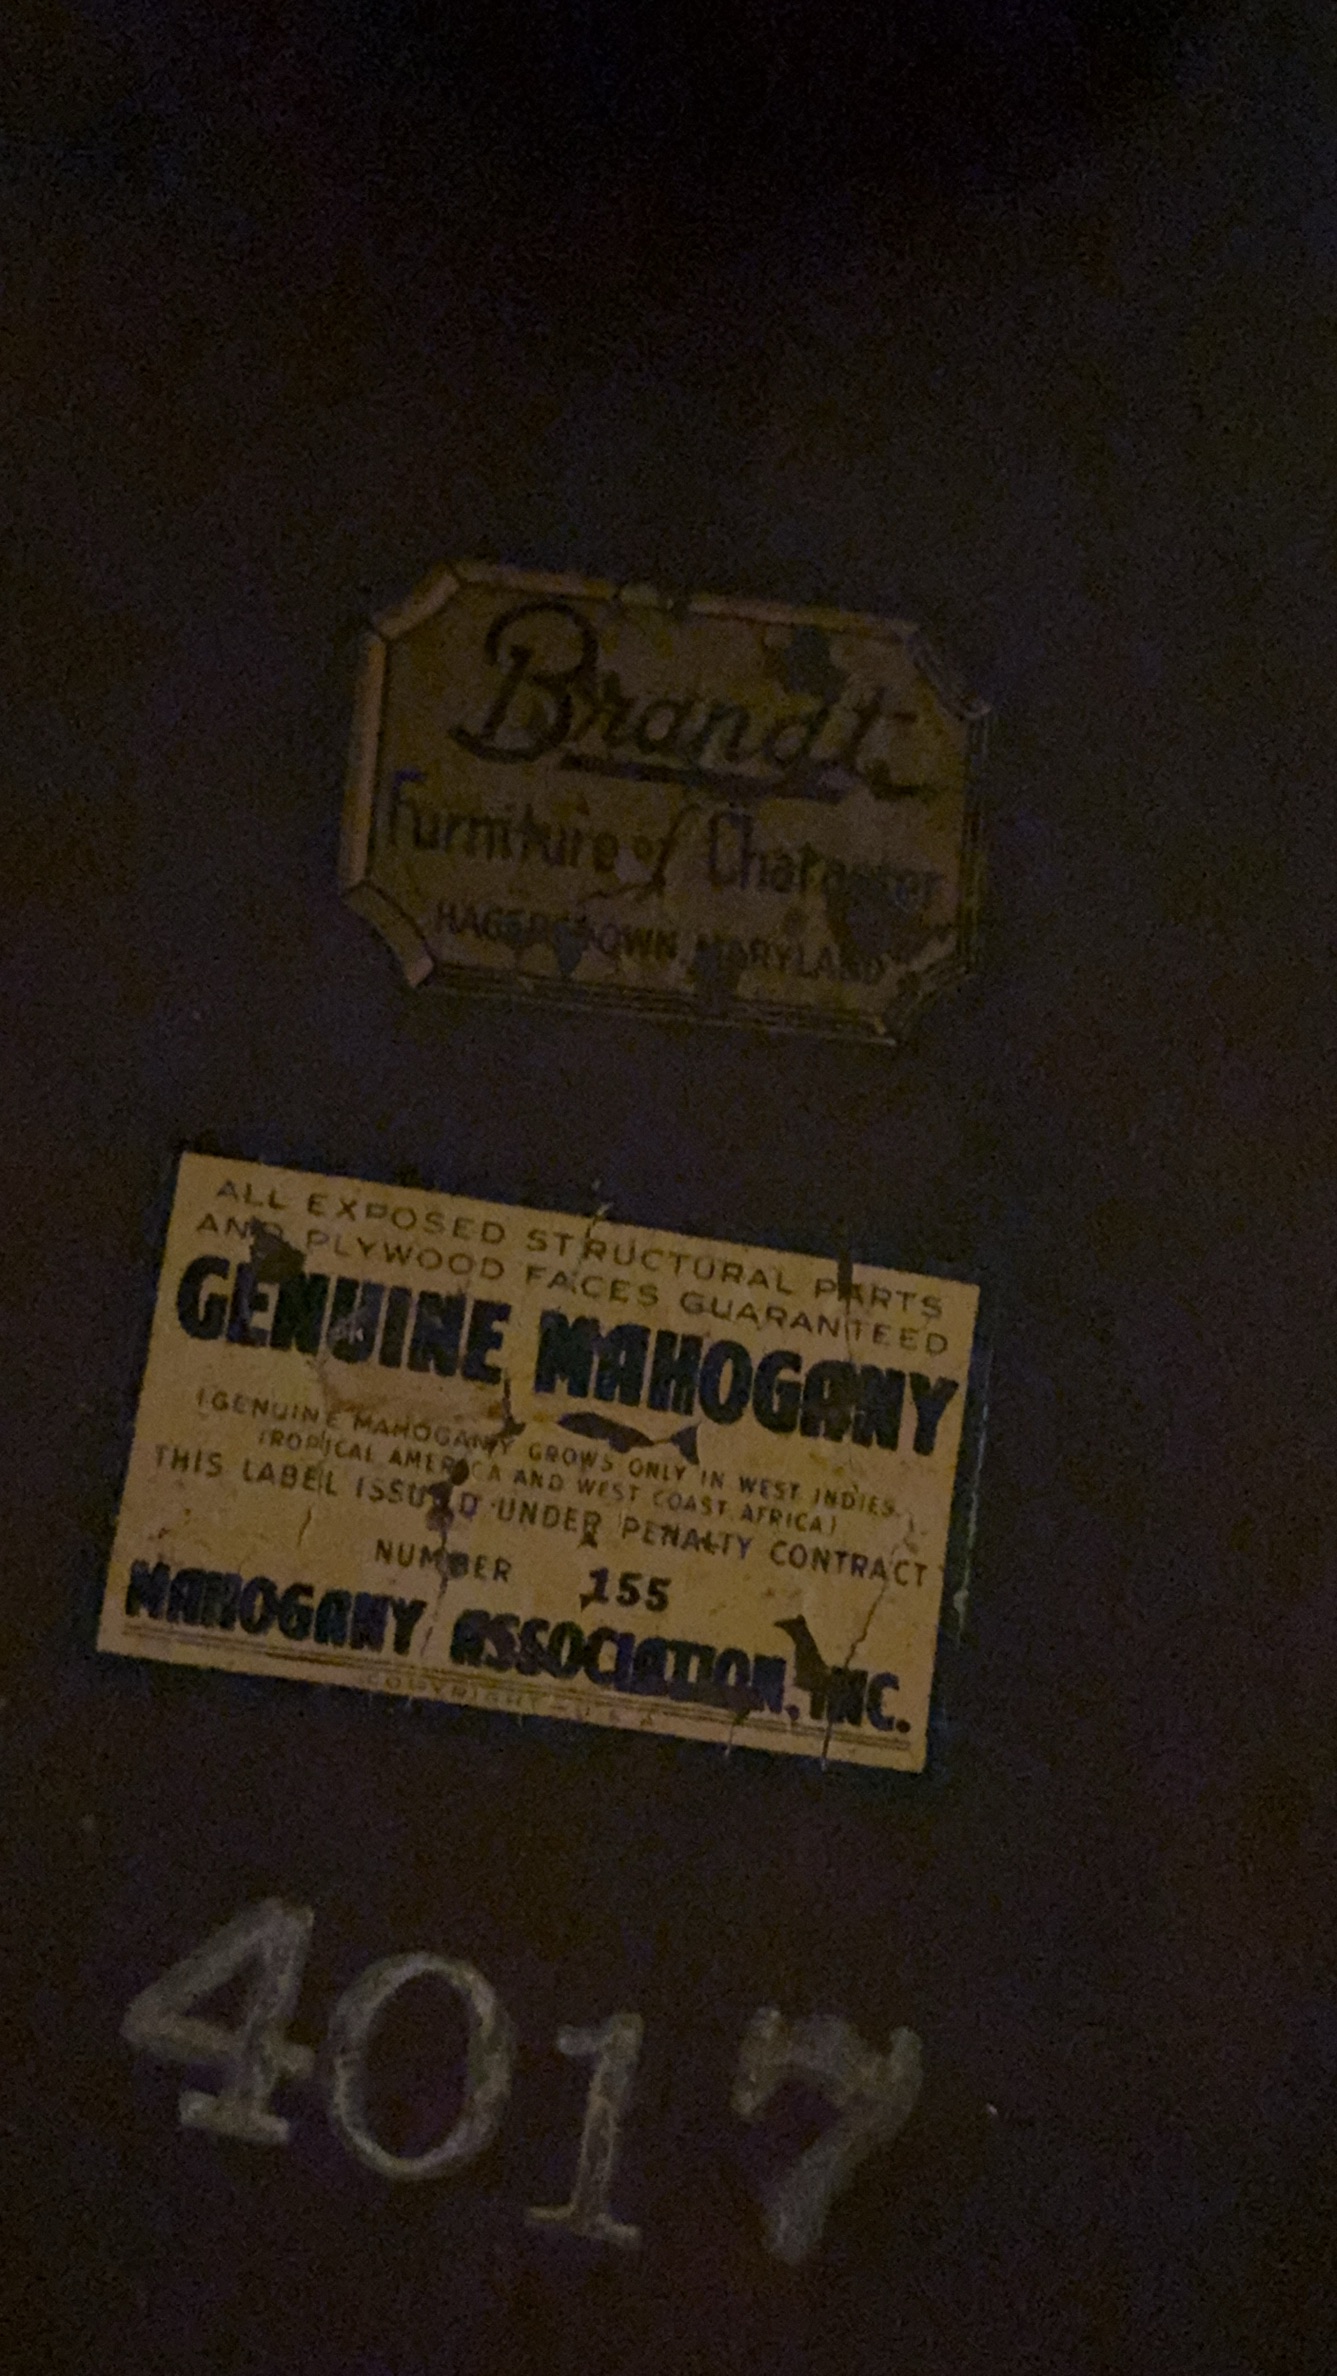 Brandt
Furniture of Character
HAGERSTOWN, MARYLAND
ALL EXPOSED STRUCTURAL PARTS
AND PLYWOOD FACES GUARANTEED
GENUINE MAHOGANY
(GENUINE MAHOGANY GROWS ONLY IN WEST INDIES,
TROPICAL AMERICA AND WEST COAST AFRICA)
THIS LABEL ISSUED UNDER PENALTY CONTRACT
NUMBER 155
MAHOGANY ASSOCIATION, INC.
COPYRIGHT - U S A
4017